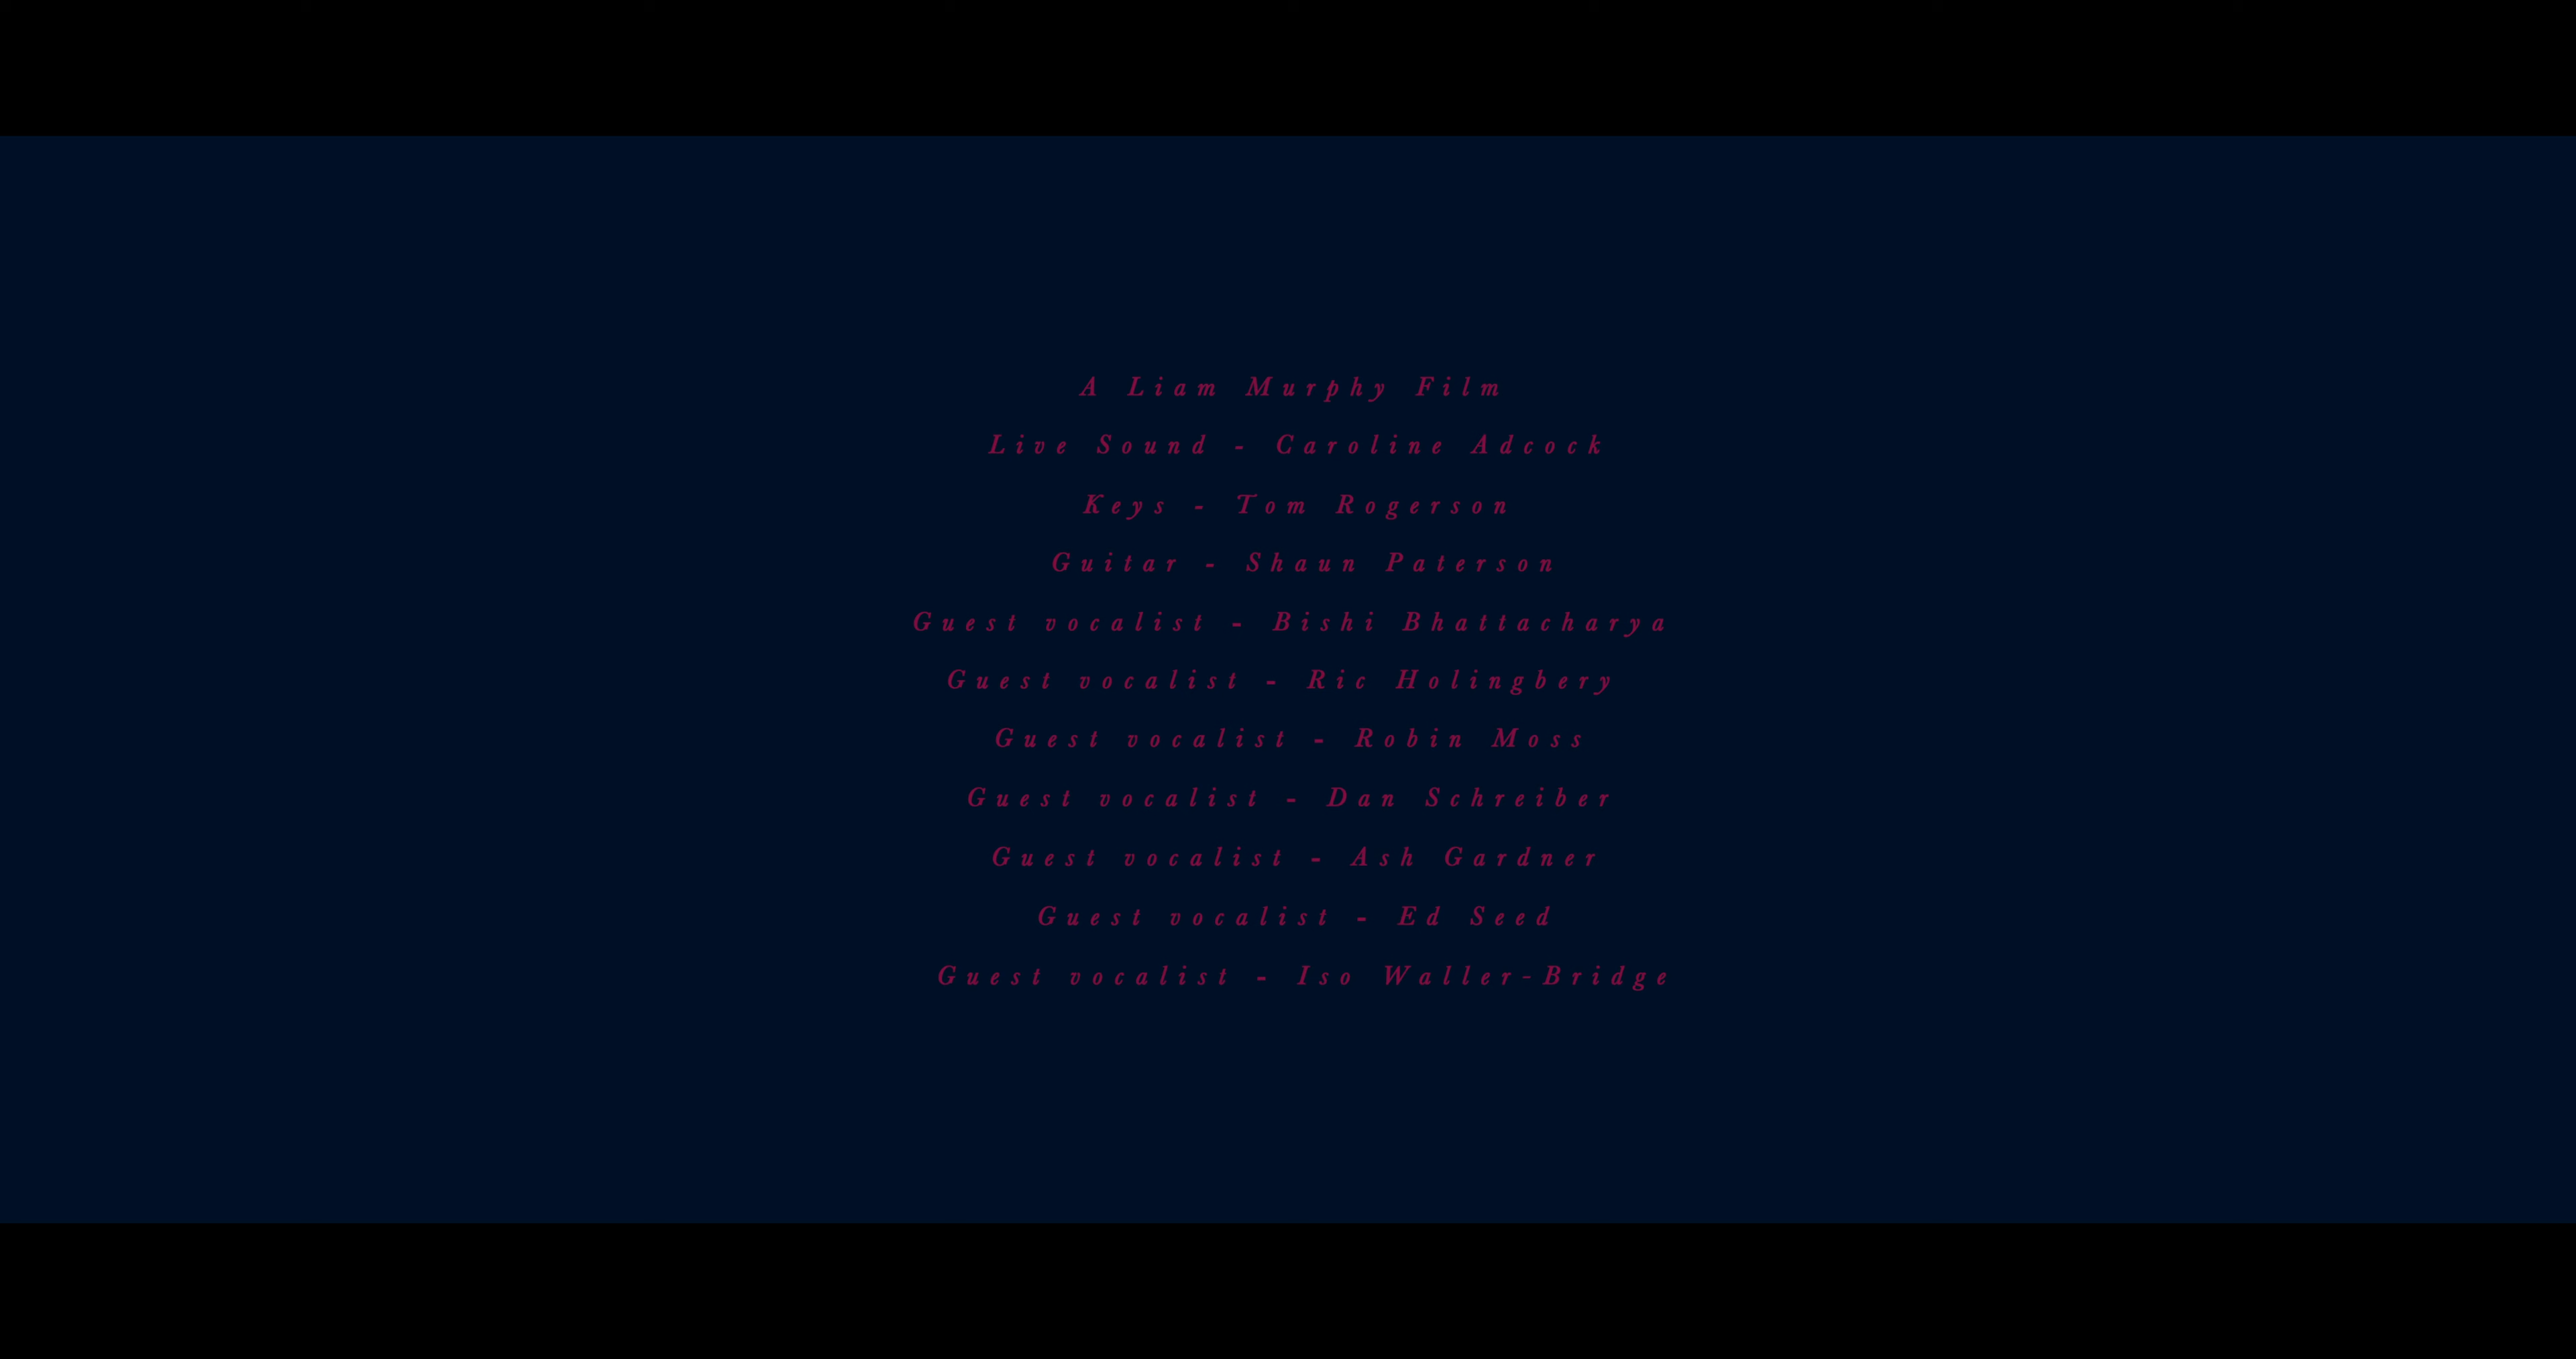 A Liam Murphy Film
Live Sound - Caroline Adcock
Keys - Tom Rogerson
Guitar - Shaun Paterson
Guest vocalist - Bishi Bhattacharya
Guest vocalist - Ric Holingbery
Guest vocalist - Robin Moss
Guest vocalist - Dan Schreiber
Guest vocalist - Ash Gardner
Guest vocalist - Ed Seed
Guest vocalist - Iso Waller-Bridge